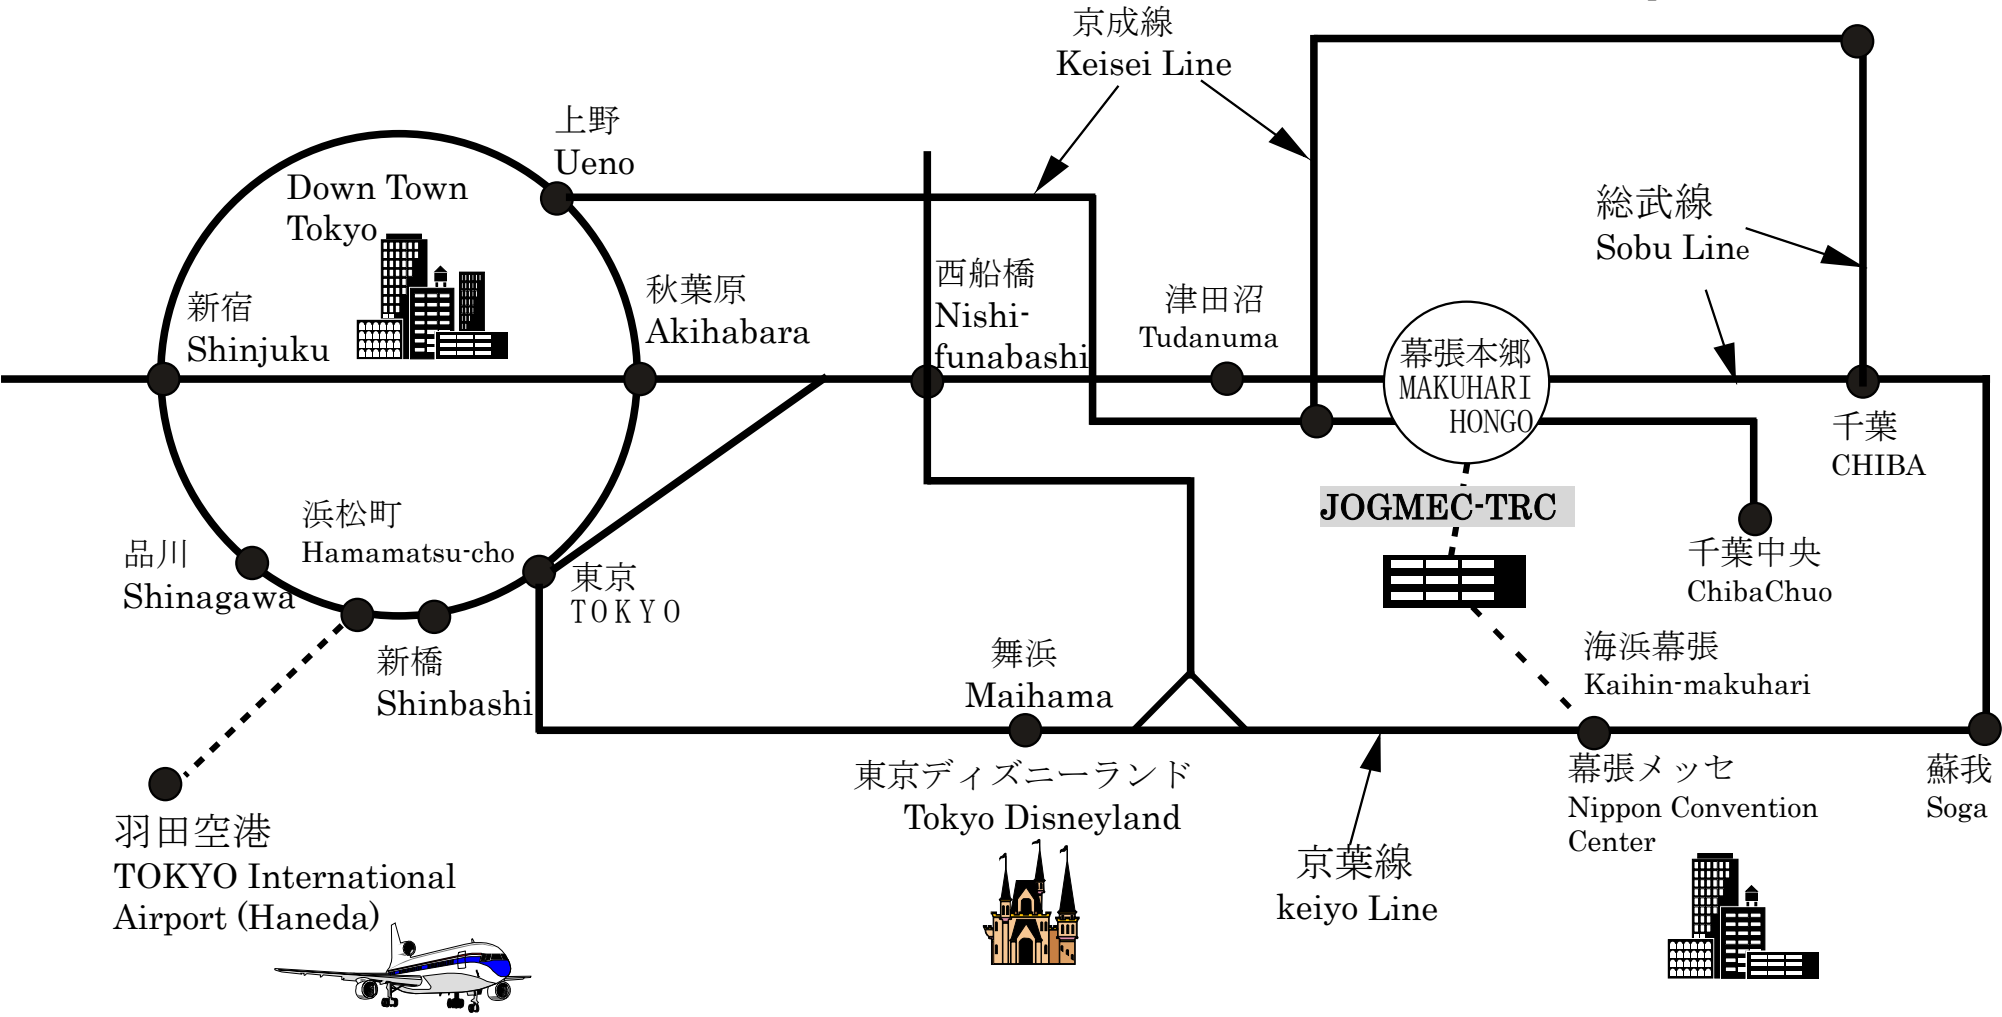 京成線
Keisei Line
上野
Ueno
Down Town
Tokyo
総武線
Sobu Line
新宿
Shinjuku
秋葉原
Akihabara
西船橋
Nishi-
funabashi
津田沼
Tudanuma
幕張本郷
MAKUHARI
HONGO
千葉
CHIBA
JOGMEC-TRC
浜松町
Hamamatsu-cho
品川
Shinagawa
東京
TOKYO
千葉中央
ChibaChuo
新橋
Shinbashi
舞浜
Maihama
海浜幕張
Kaihin-makuhari
東京ディズニーランド
Tokyo Disneyland
幕張メッセ
Nippon Convention
Center
蘇我
Soga
羽田空港
TOKYO International
Airport (Haneda)
京葉線
keiyo Line